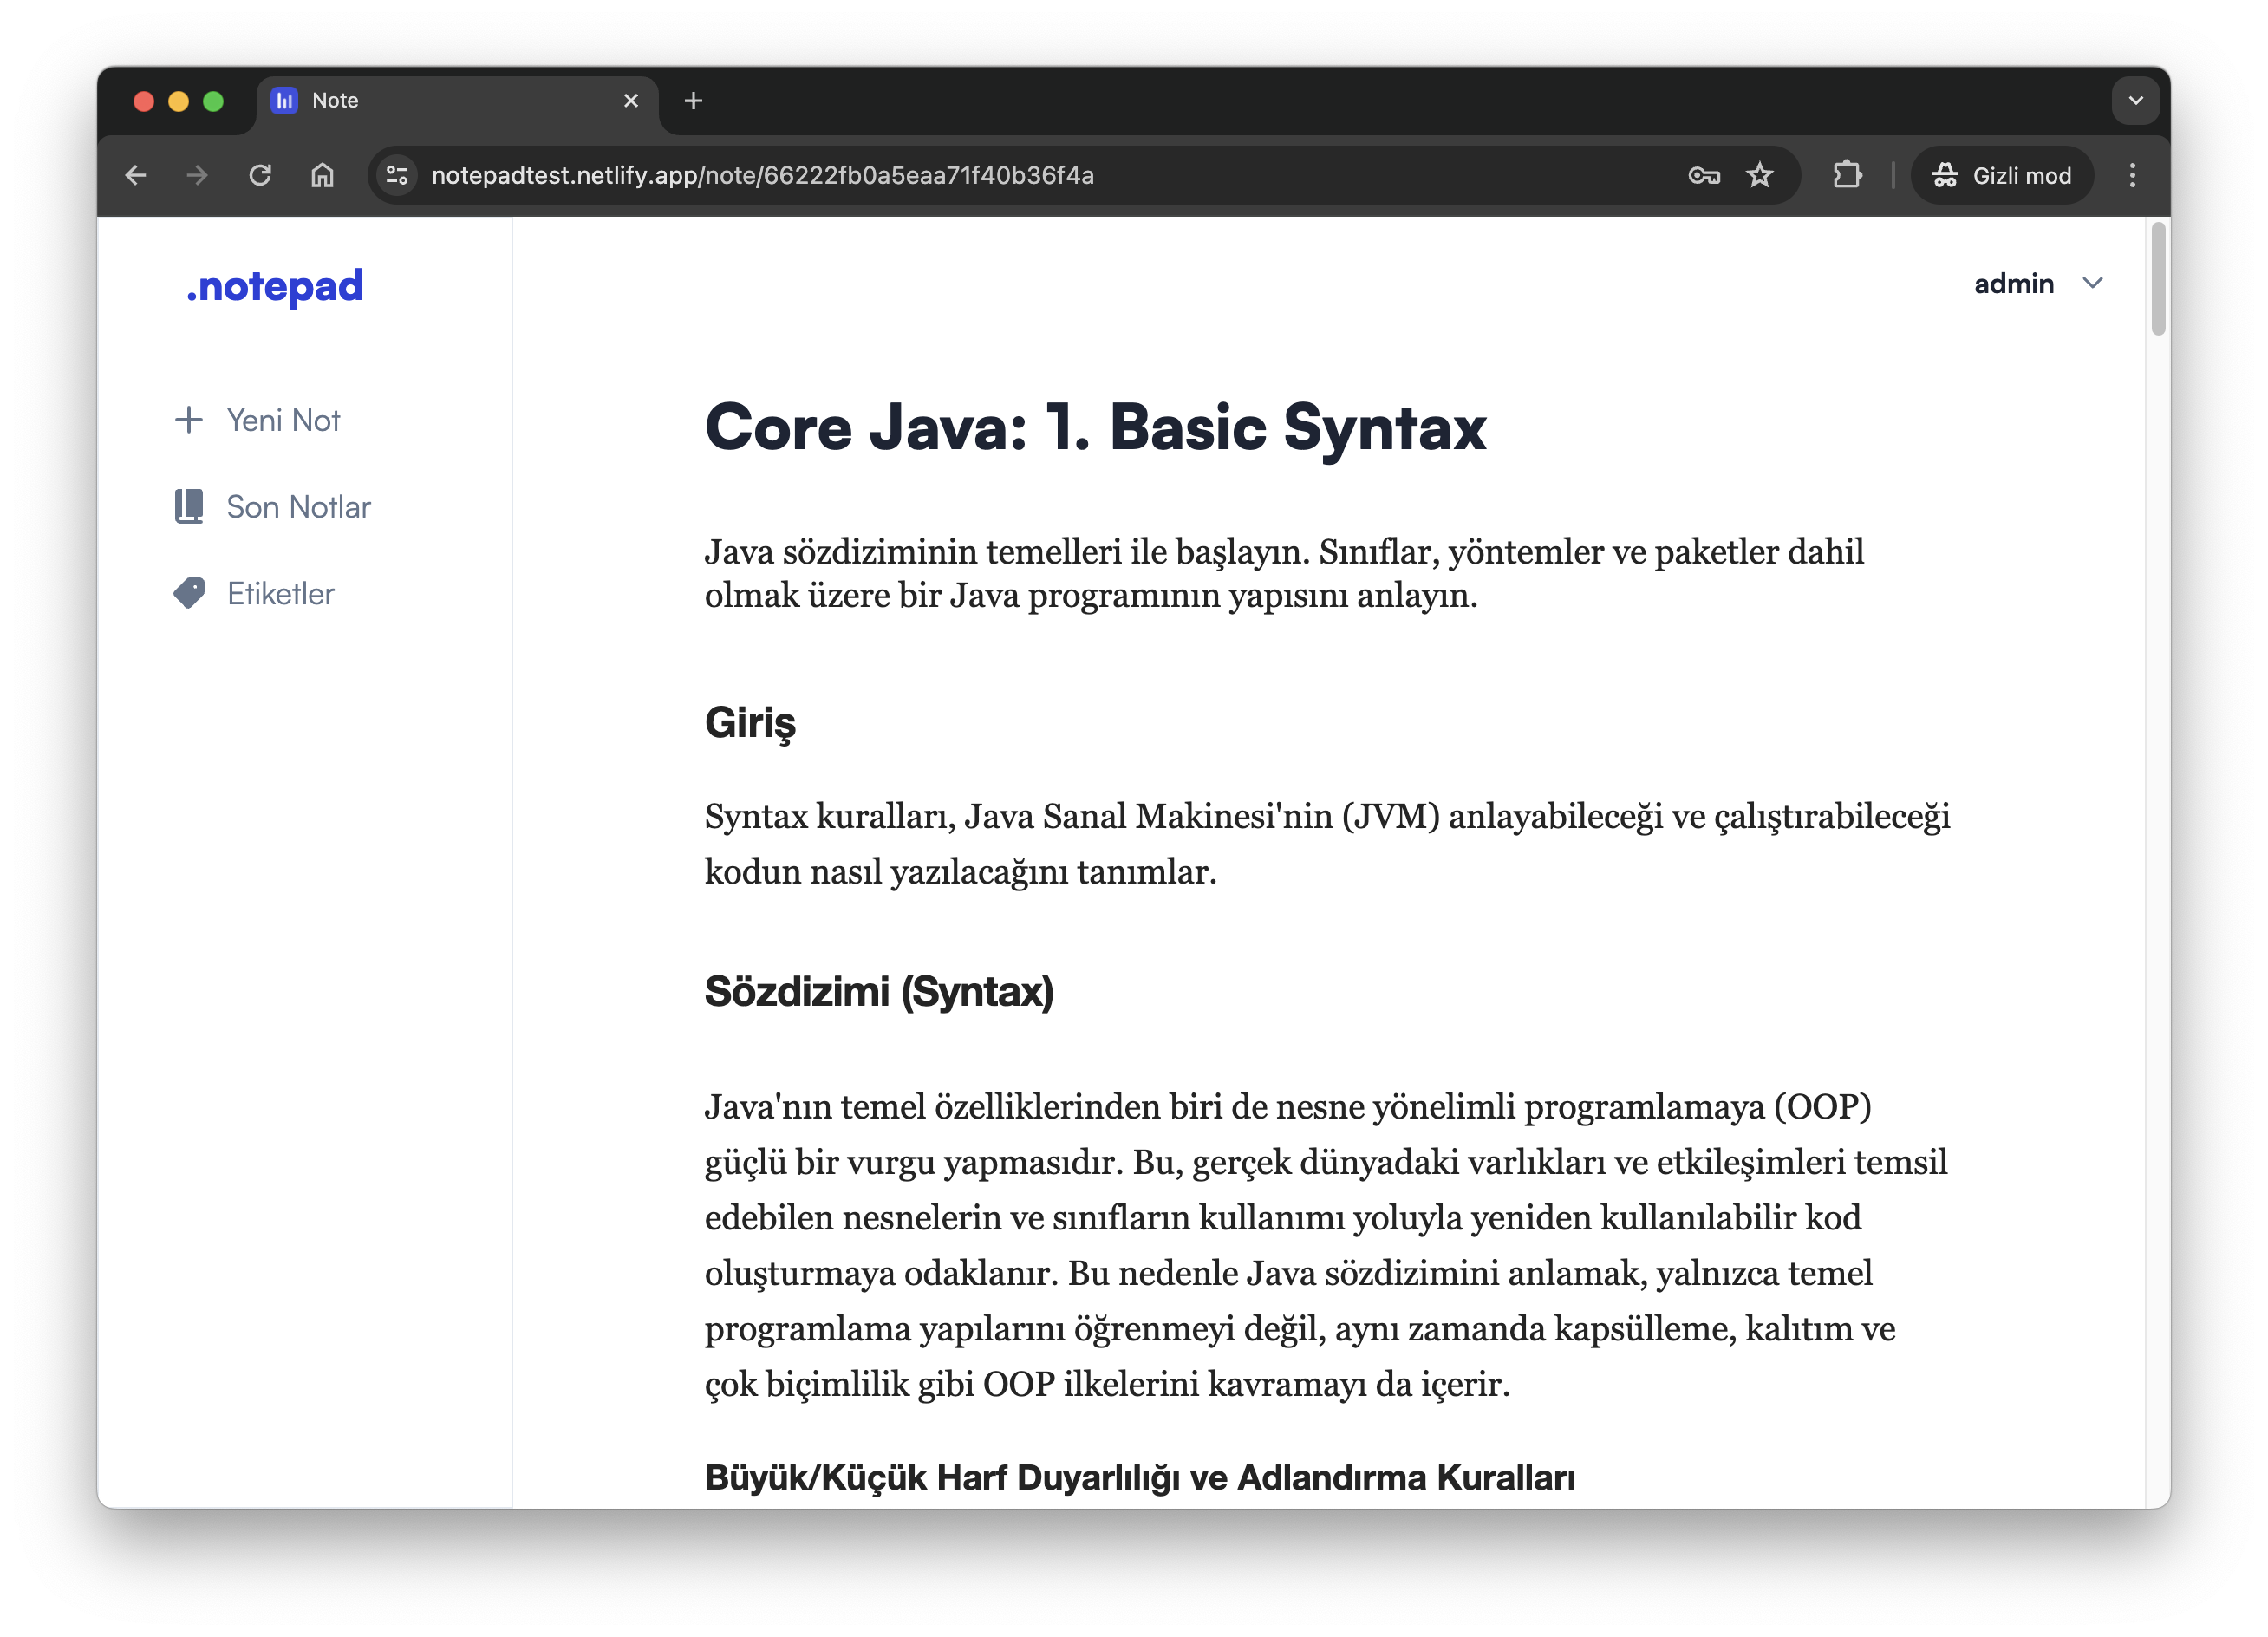 Note
notepadtest.netlify.app/note/66222fb0a5eaa71f40b36f4a
Gizli mod
.notepad
admin
Yeni Not
Son Notlar
Etiketler
Core Java: 1. Basic Syntax
Java sözdiziminin temelleri ile başlayın. Sınıflar, yöntemler ve paketler dahil
olmak üzere bir Java programının yapısını anlayın.
Giriş
Syntax kuralları, Java Sanal Makinesi'nin (JVM) anlayabileceği ve çalıştırabileceği
kodun nasıl yazılacağını tanımlar.
Sözdizimi (Syntax)
Java'nın temel özelliklerinden biri de nesne yönelimli programlamaya (OOP)
güçlü bir vurgu yapmasıdır. Bu, gerçek dünyadaki varlıkları ve etkileşimleri temsil
edebilen nesnelerin ve sınıfların kullanımı yoluyla yeniden kullanılabilir kod
oluşturmaya odaklanır. Bu nedenle Java sözdizimini anlamak, yalnızca temel
programlama yapılarını öğrenmeyi değil, aynı zamanda kapsülleme, kalıtım ve
çok biçimlilik gibi OOP ilkelerini kavramayı da içerir.
Büyük/Küçük Harf Duyarlılığı ve Adlandırma Kuralları